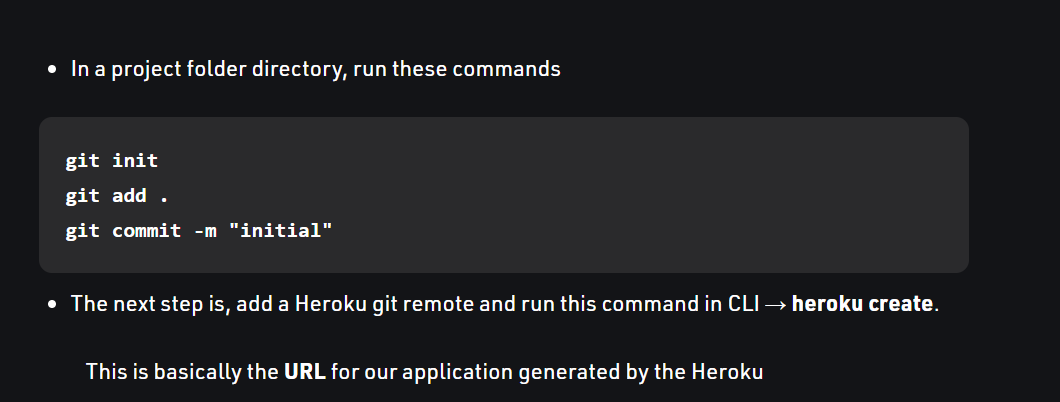 • In a project folder directory, run these commands
git init
git add .
git commit -m "initial"
• The next step is, add a Heroku git remote and run this command in CLI → heroku create.
This is basically the URL for our application generated by the Heroku